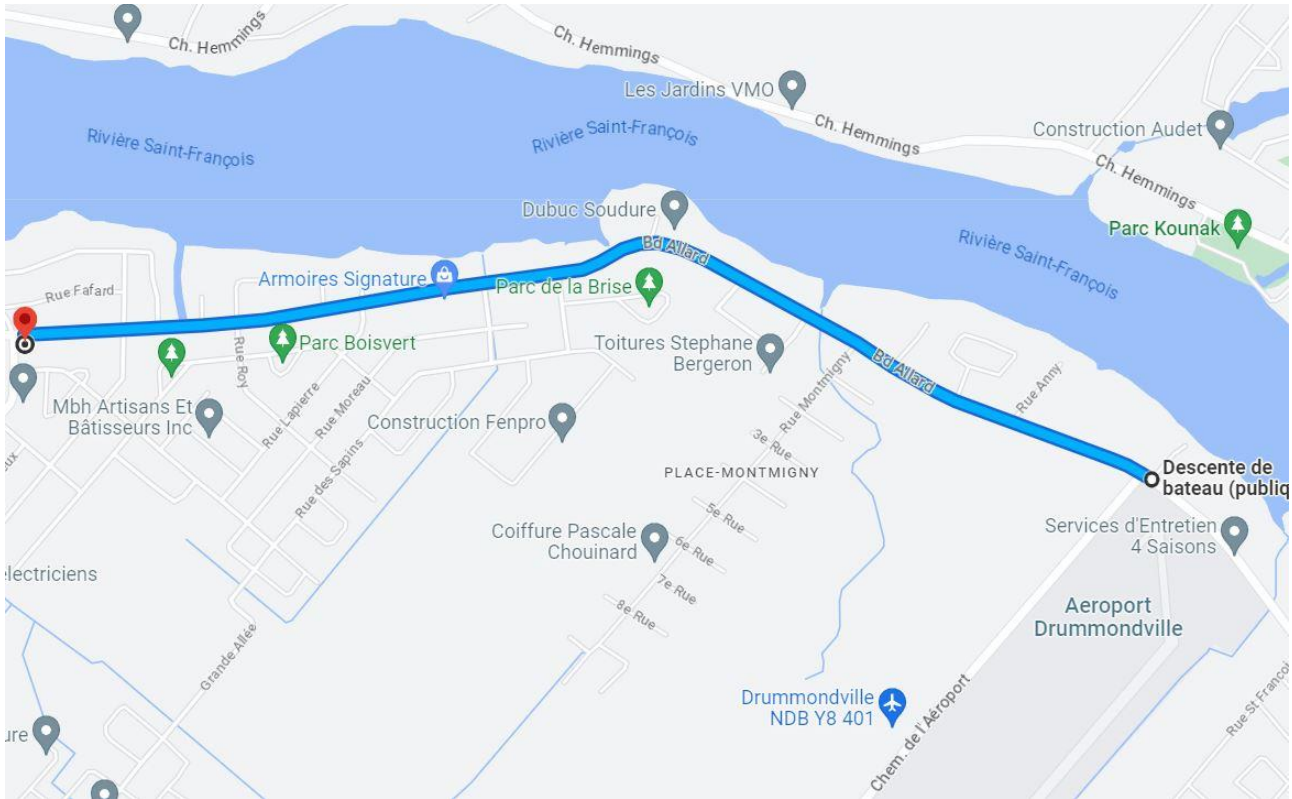 Ch. Hemmings
Ch. Hemmings
Les Jardins VMO
Ch. Hemmings
Construction Audet
Rivière Saint-François
Rivière Saint-François
Ch. Hemmings
Dubuc Soudure
Parc Kounak
Bd Allard
Rivière Saint-François
Armoires Signature
Parc de la Brise
Rue Fafard
Parc Boisvert
Toitures Stephane
Bergeron
Rue Roy
Bd Allard
Rue Anny
Mbh Artisans Et
Bâtisseurs Inc
Rue Lapierre
Rue Moreau
Construction Fenpro
Rue Montmigny
3e Rue
Rue des Sapins
PLACE-MONTMIGNY
Descente de
bateau (publiq
5e Rue
Coiffure Pascale
Chouinard
6e Rue
Services d'Entretien
4 Saisons
7e Rue
électriciens
8e Rue
Aeroport
Drummondville
Grande Allée
Drummondville
NDB Y8 401
Chem. de l'Aéroport
Rue St Françoi
ure